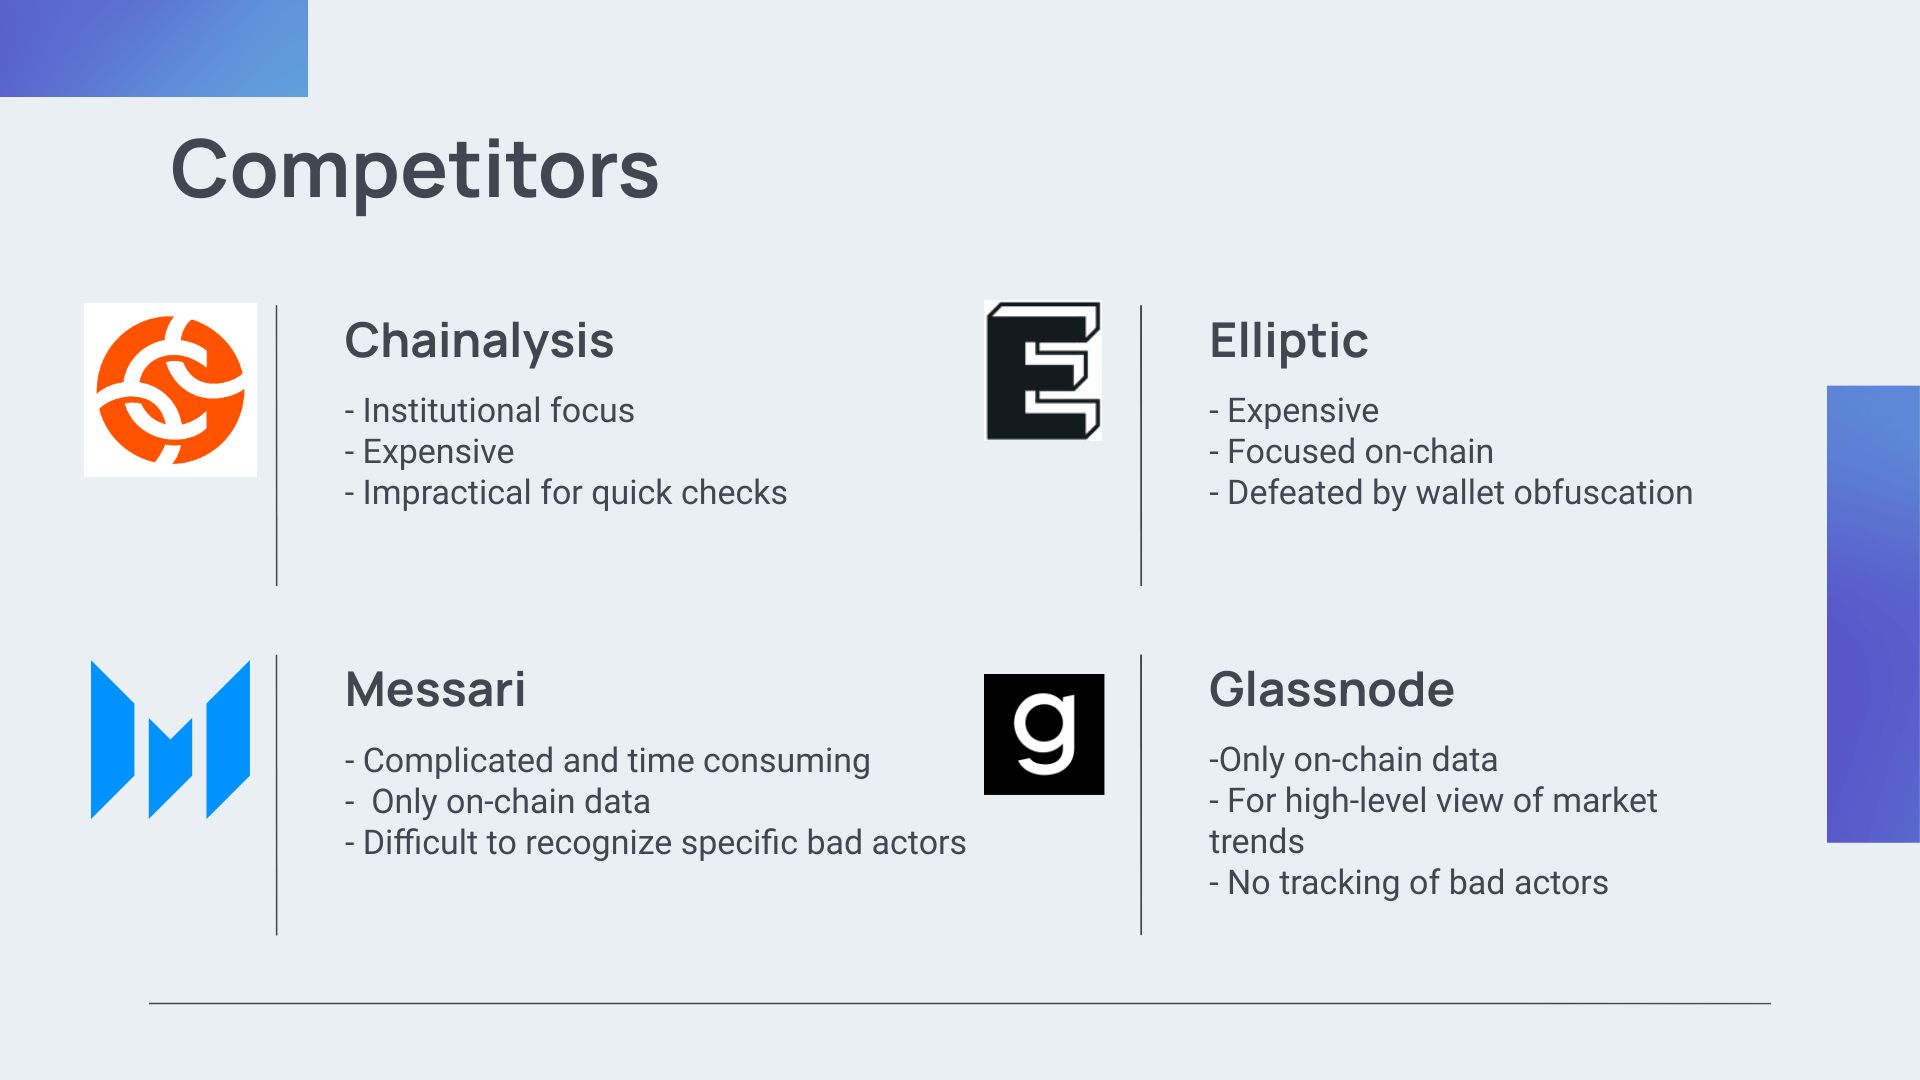 Competitors
Chainalysis
- Institutional focus
- Expensive
- Impractical for quick checks
E
Elliptic
- Expensive
- Focused on-chain
- Defeated by wallet obfuscation
Messari
- Complicated and time consuming
-  Only on-chain data
- Difficult to recognize specific bad actors
g
Glassnode
-Only on-chain data
- For high-level view of market
trends
- No tracking of bad actors